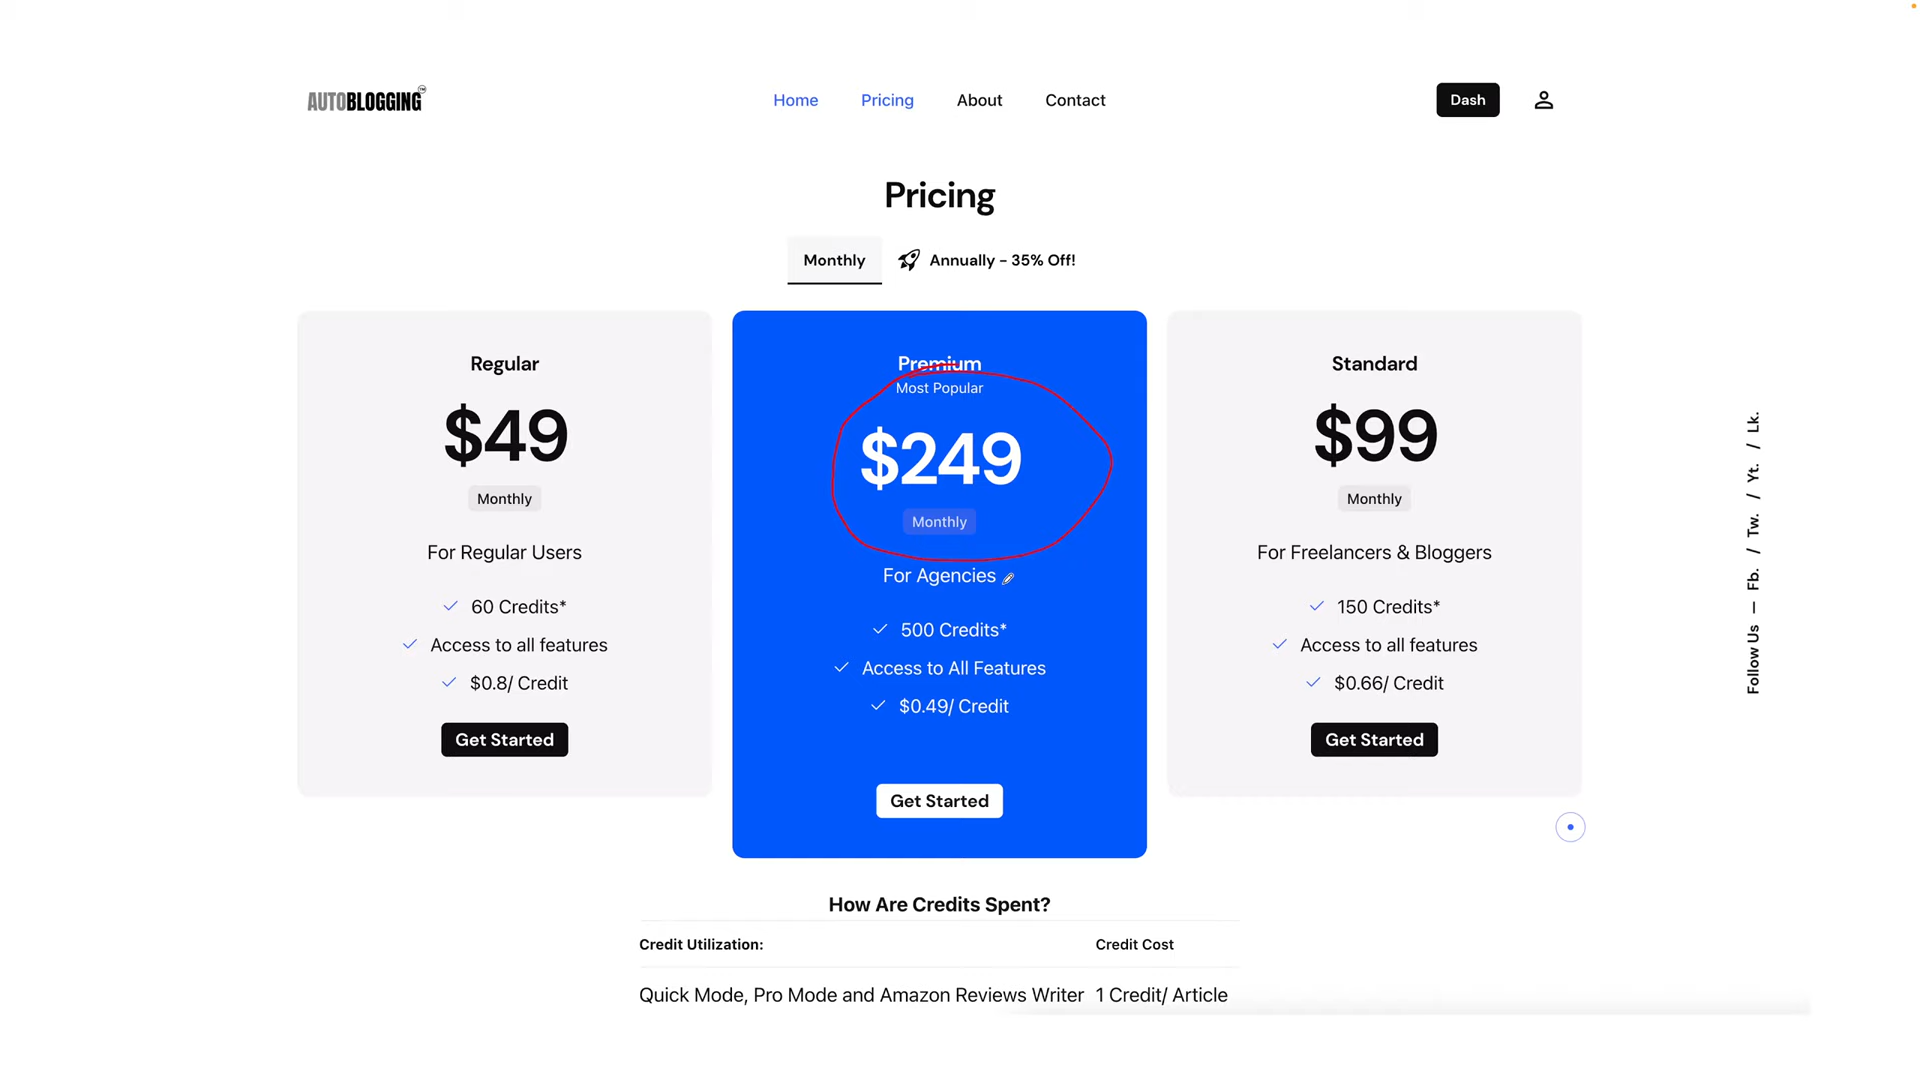 AUTOBLOGGING™
Home
Pricing
About
Contact
Dash
Pricing
Monthly
Annually - 35% Off!
Regular
$49
Monthly
For Regular Users
60 Credits*
Access to all features
$0.8/ Credit
Get Started
Premium
Most Popular
$249
Monthly
For Agencies
500 Credits*
Access to All Features
$0.49/ Credit
Get Started
Standard
$99
Monthly
For Freelancers & Bloggers
150 Credits*
Access to all features
$0.66/ Credit
Get Started
Follow Us — Fb. / Tw. / Yt. / Lk.
How Are Credits Spent?
Credit Utilization: Credit Cost
Quick Mode, Pro Mode and Amazon Reviews Writer 1 Credit/ Article